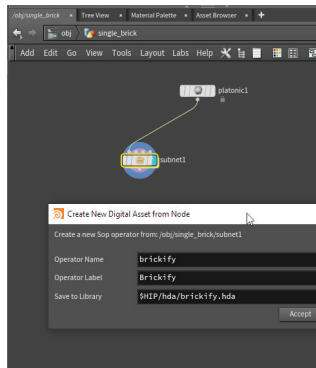 /obj/single_brick × Tree View × Material Palette × Asset Browser × +
obj single_brick
Add Edit Go View Tools Layout Labs Help
platonic1
subnet1
Create New Digital Asset from Node
Create a new Sop operator from: /obj/single_brick/subnet1
Operator Name brickify
Operator Label Brickify
Save to Library $HIP/hda/brickify.hda
Accept